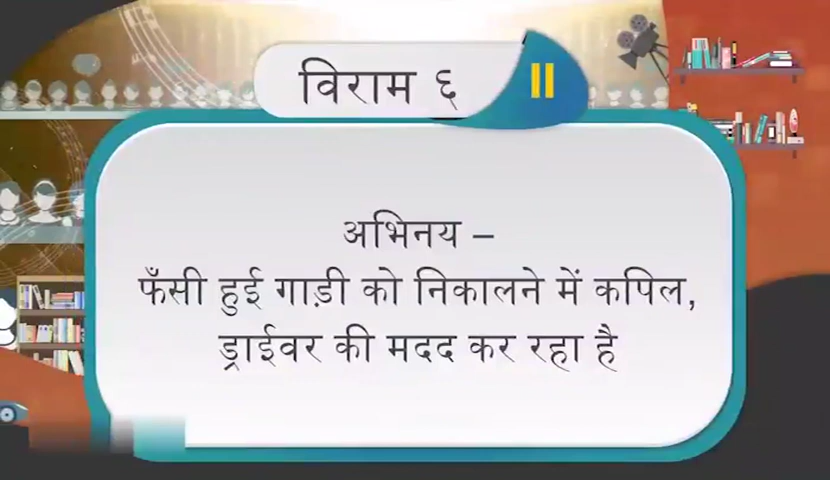 विराम ६
अभिनय –
फँसी हुई गाड़ी को निकालने में कपिल,
ड्राईवर की मदद कर रहा है